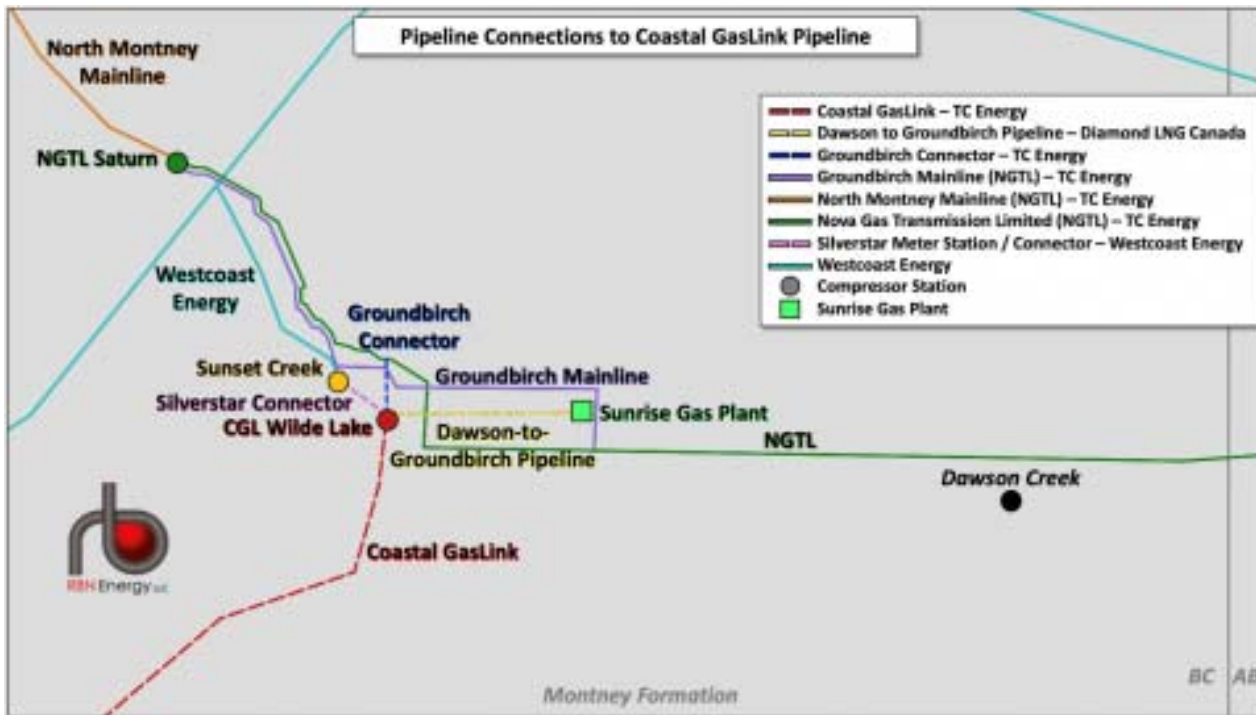 Pipeline Connections to Coastal GasLink Pipeline
North Montney
Mainline
Coastal GasLink – TC Energy
Dawson to Groundbirch Pipeline – Diamond LNG Canada
Groundbirch Connector – TC Energy
Groundbirch Mainline (NGTL) – TC Energy
North Montney Mainline (NGTL) – TC Energy
Nova Gas Transmission Limited (NGTL) – TC Energy
Silverstar Meter Station / Connector – Westcoast Energy
Westcoast Energy
Compressor Station
Sunrise Gas Plant
NGTL Saturn
Westcoast
Energy
Groundbirch
Connector
Sunset Creek
Groundbirch Mainline
Silverstar Connector
CGL Wilde Lake
Sunrise Gas Plant
Dawson-to-
Groundbirch Pipeline
NGTL
Dawson Creek
Coastal GasLink
RBN Energy LLC
Montney Formation
BC
AB